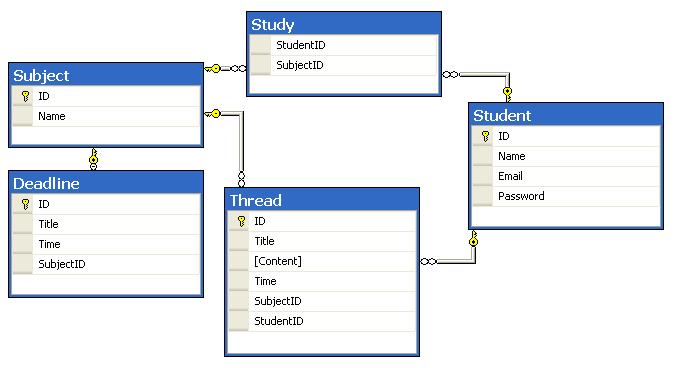 Study
StudentID
SubjectID
Subject
ID
Name
Student
ID
Name
Email
Password
Deadline
ID
Title
Time
SubjectID
Thread
ID
Title
[Content]
Time
SubjectID
StudentID